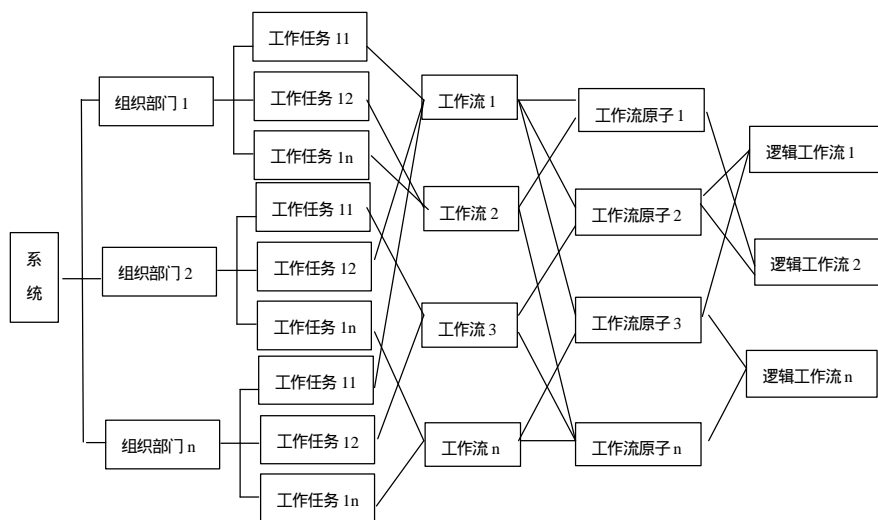 系
统
组织部门 1
组织部门 2
组织部门 n
工作任务 11
工作任务 12
工作任务 1n
工作任务 11
工作任务 12
工作任务 1n
工作任务 11
工作任务 12
工作任务 1n
工作流 1
工作流 2
工作流 3
工作流 n
工作流原子 1
工作流原子 2
工作流原子 3
工作流原子 n
逻辑工作流 1
逻辑工作流 2
逻辑工作流 n